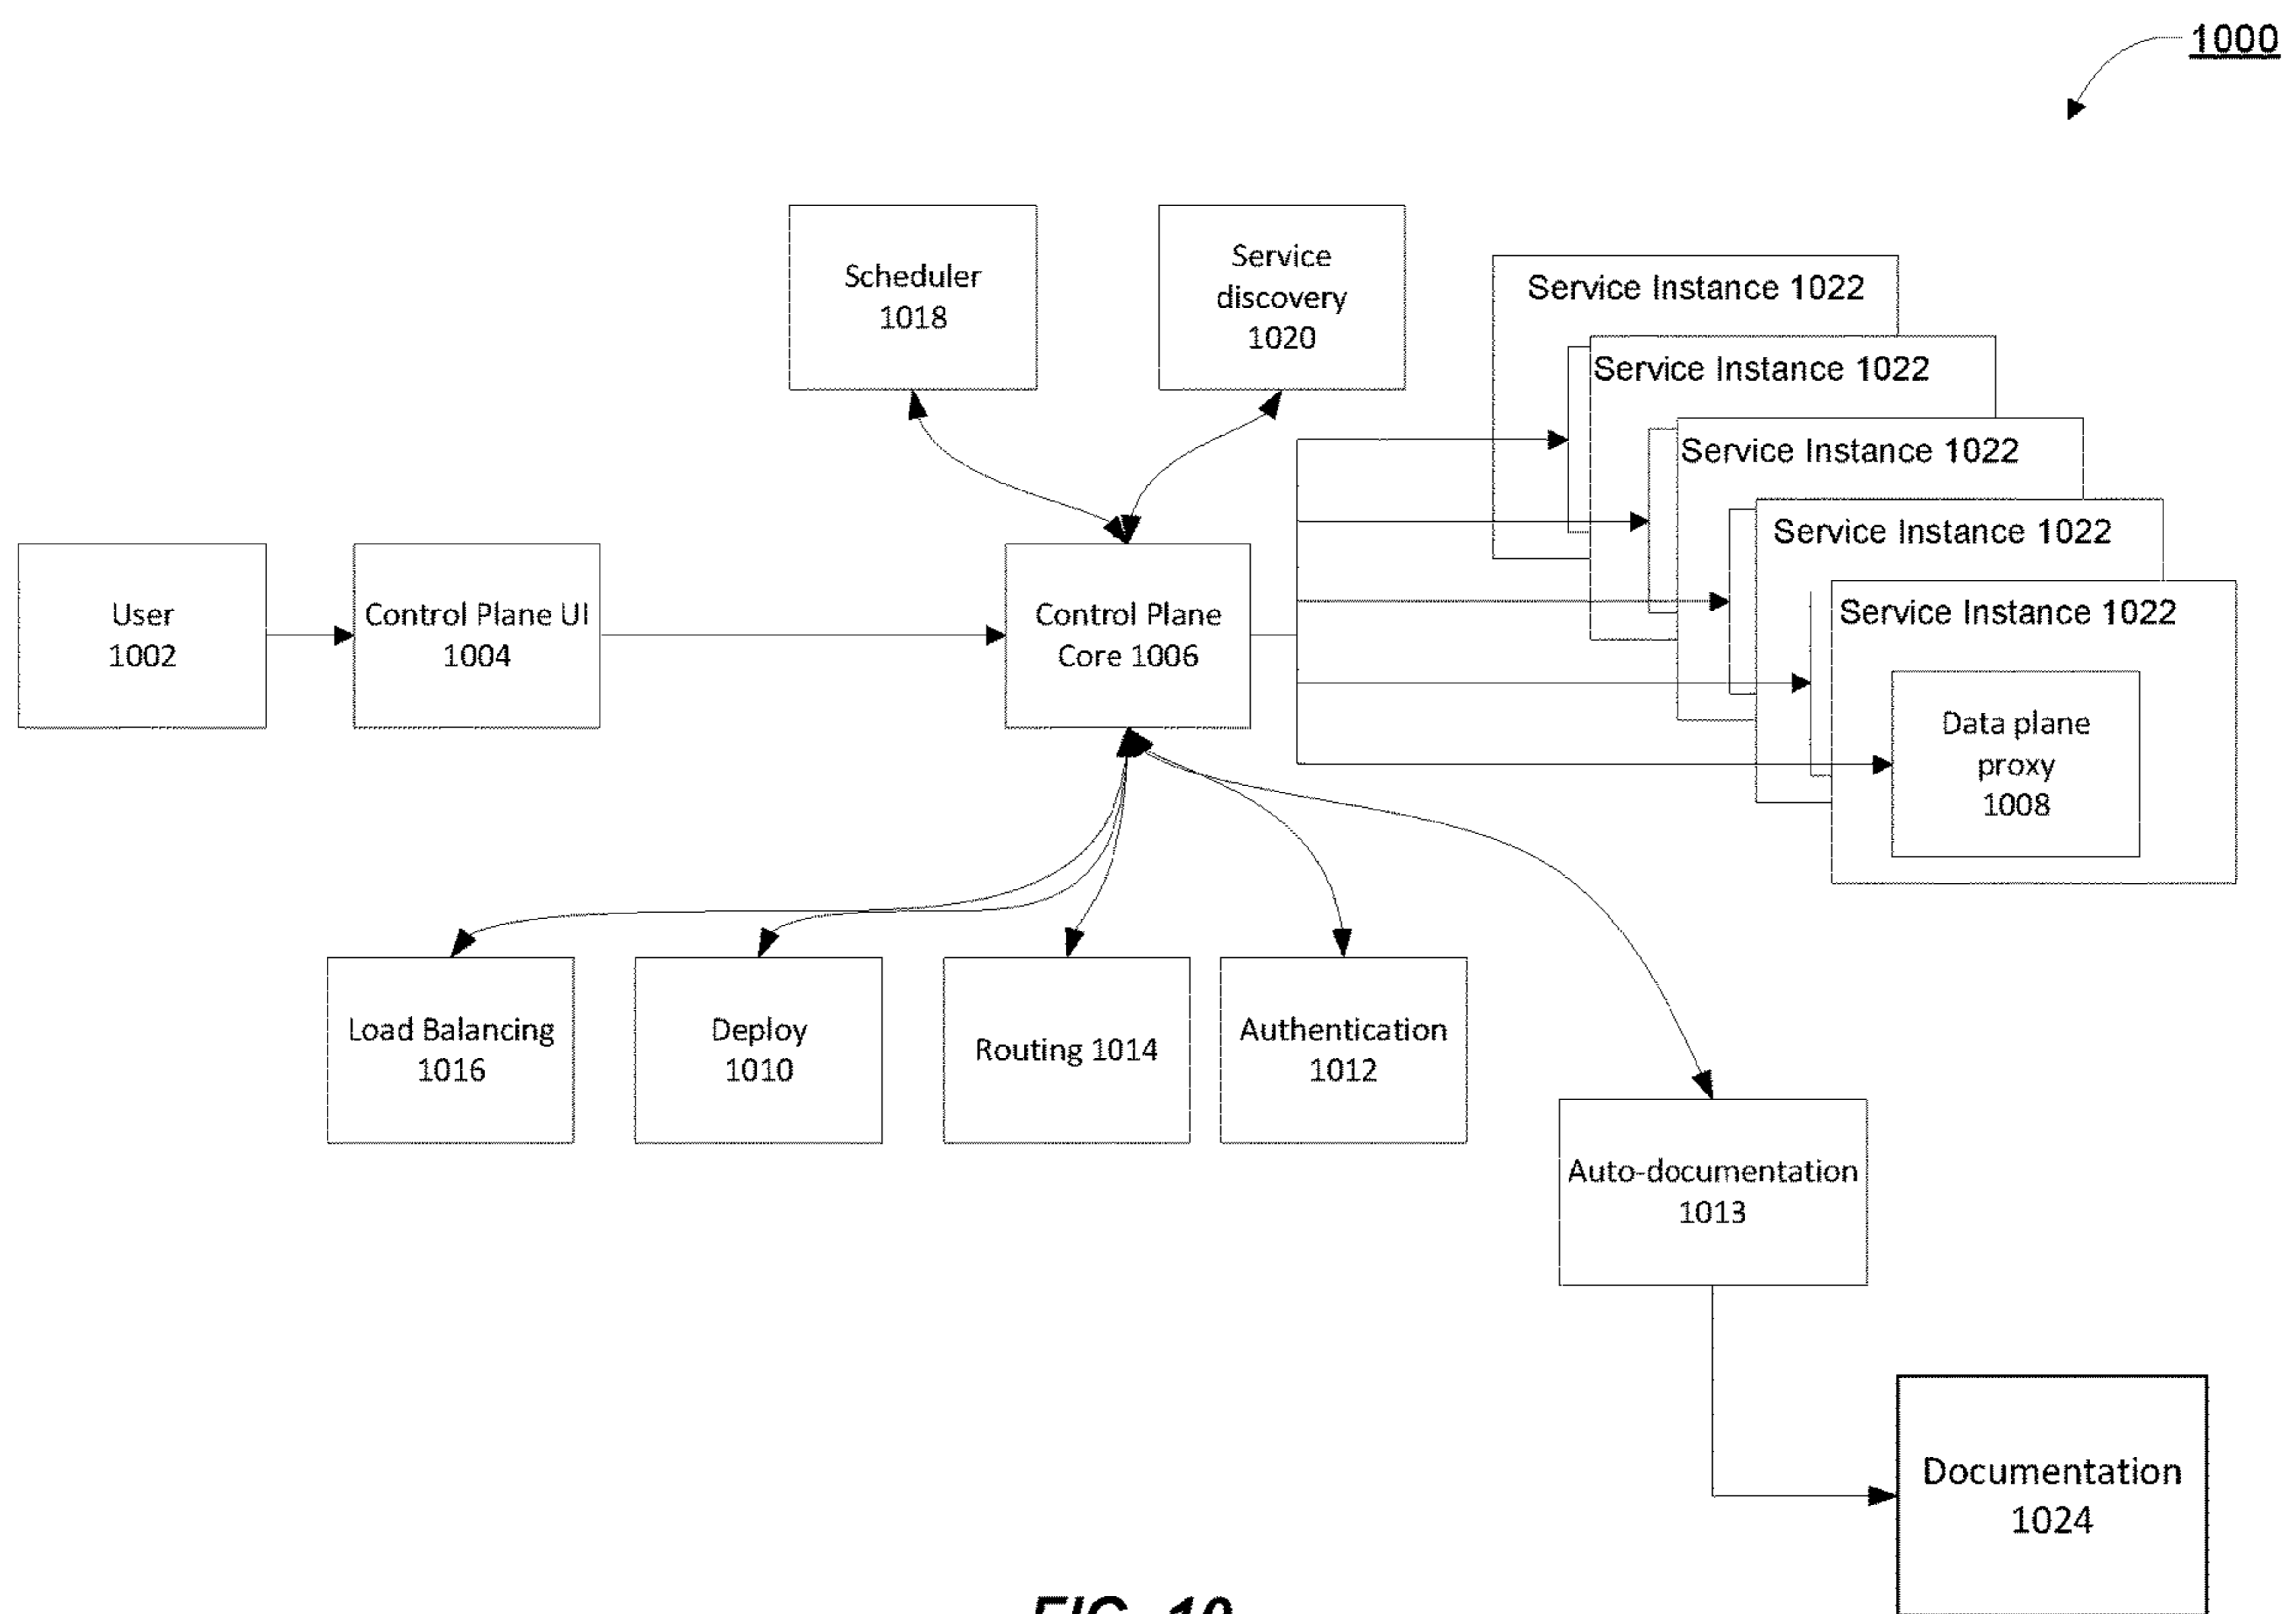 1000
Scheduler
1018
Service
discovery
1020
Service Instance 1022
Service Instance 1022
Service Instance 1022
Service Instance 1022
Service Instance 1022
User
1002
Control Plane UI
1004
Control Plane
Core 1006
Data plane
proxy
1008
Load Balancing
1016
Deploy
1010
Routing 1014
Authentication
1012
Auto-documentation
1013
Documentation
1024
FIG. 10